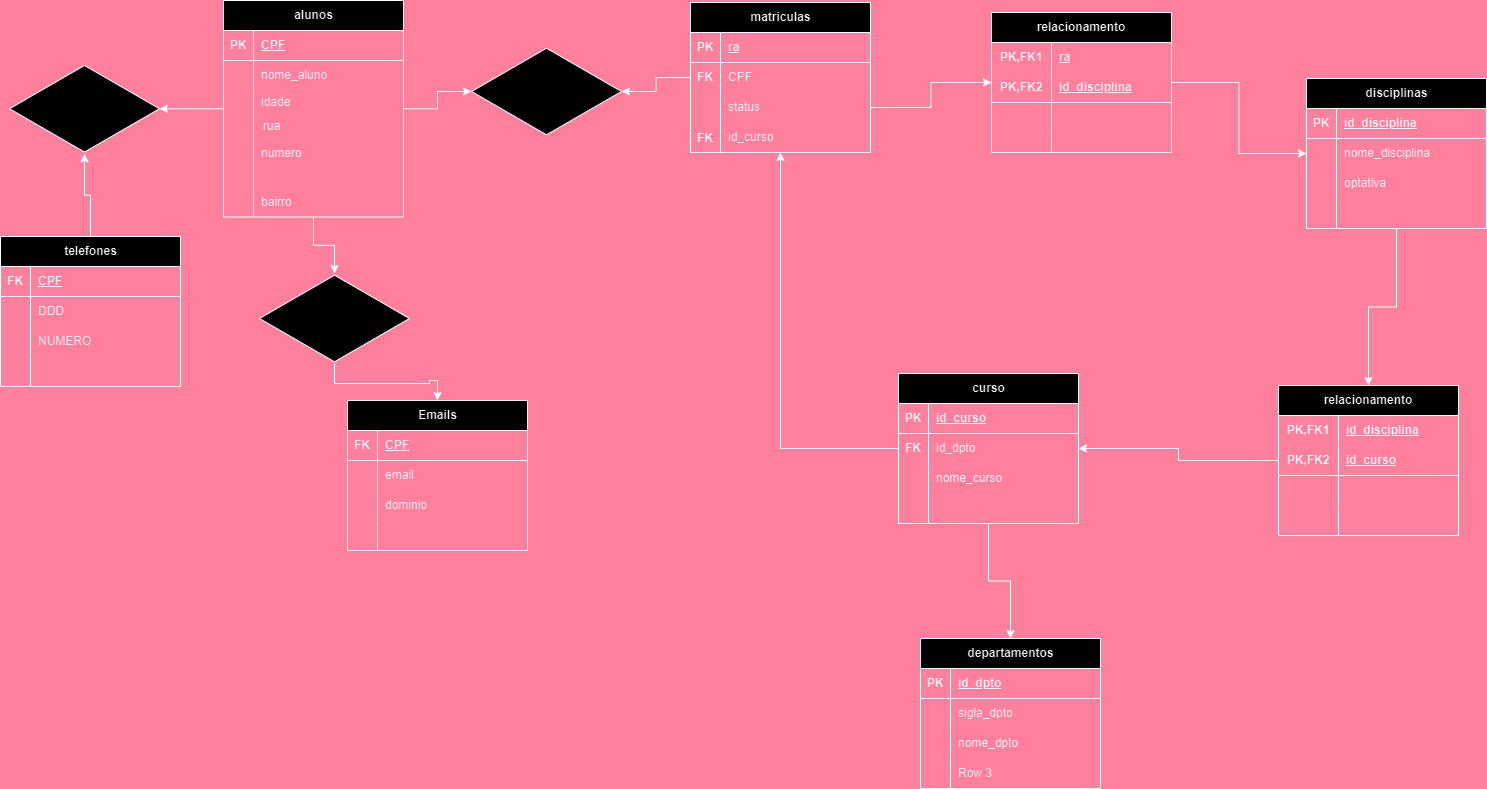 alunos
PK CPF
nome_aluno
idade
rua
numero
bairro
matriculas
PK ra
FK CPF
status
FK id_curso
relacionamento
PK,FK1 ra
PK,FK2 id_disciplina
disciplinas
PK id_disciplina
nome_disciplina
optativa
telefones
FK CPF
DDD
NUMERO
Emails
FK CPF
email
dominio
curso
PK id_curso
FK id_dpto
nome_curso
relacionamento
PK,FK1 id_disciplina
PK,FK2 id_curso
departamentos
PK id_dpto
sigla_dpto
nome_dpto
Row 3